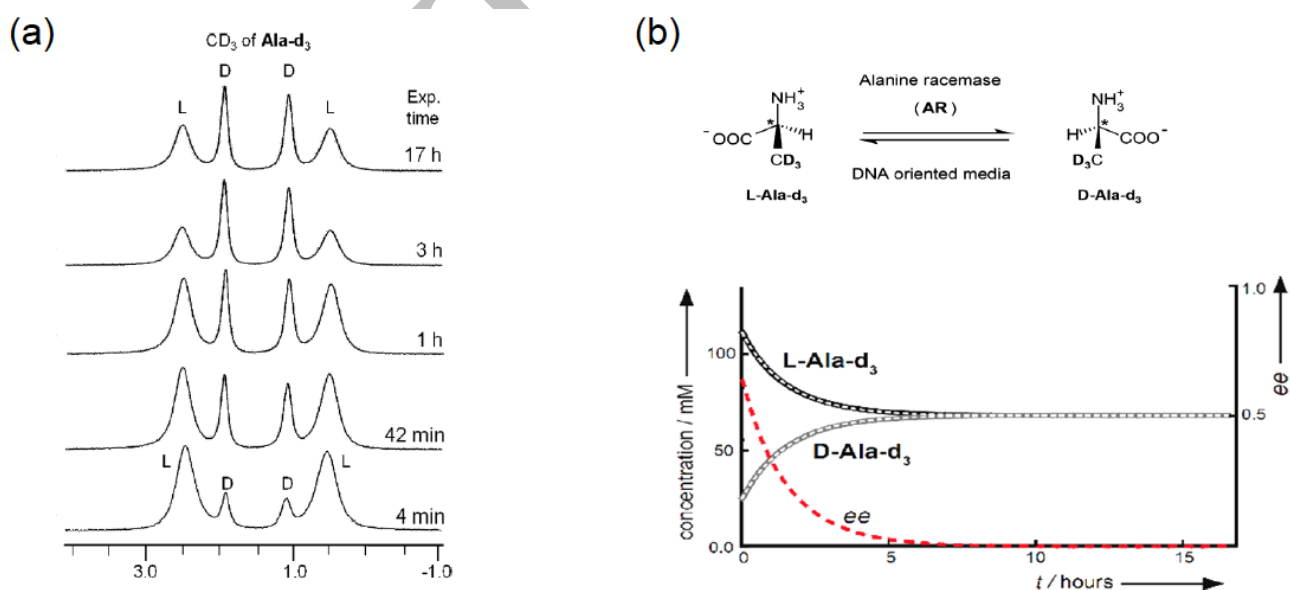 (a)
CD3 of Ala-d3
L D D L
Exp.
time
17 h
3 h
1 h
42 min
L D D L
4 min
3.0 1.0 -1.0
(b)
NH3+
-OOC * H
CD3
L-Ala-d3
Alanine racemase
(AR)
DNA oriented media
NH3+
H * COO-
D3C
D-Ala-d3
concentration / mM
100
50
0.0
L-Ala-d3
D-Ala-d3
ee
1.0
0.5
ee
0 5 10 15
t / hours